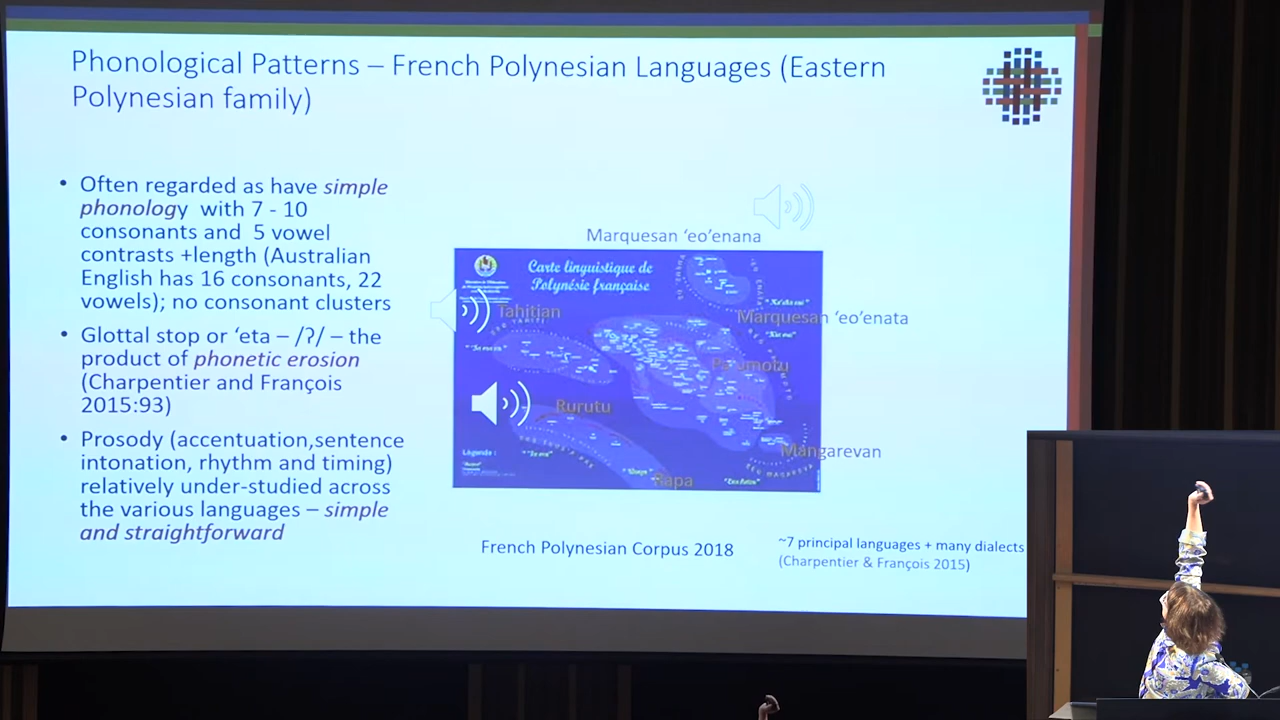 Phonological Patterns – French Polynesian Languages (Eastern
Polynesian family)
• Often regarded as have simple
phonology with 7 - 10
consonants and 5 vowel
contrasts +length (Australian
English has 16 consonants, 22
vowels); no consonant clusters
• Glottal stop or ‘eta – /ʔ/ – the
product of phonetic erosion
(Charpentier and François
2015:93)
• Prosody (accentuation,sentence
intonation, rhythm and timing)
relatively under-studied across
the various languages – simple
and straightforward
Marquesan ‘eo’enana
Carte linguistique de
Polynésie française
Tahitian
Marquesan ‘eo’enata
Rurutu
Mangarevan
Légende :
Rapa
French Polynesian Corpus 2018
~7 principal languages + many dialects
(Charpentier & François 2015)